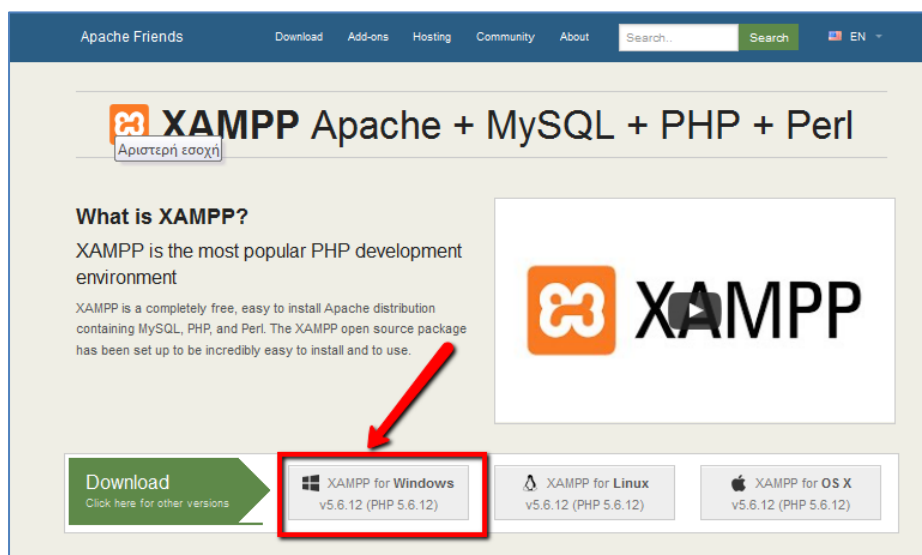 Apache Friends Download Add-ons Hosting Community About Search.. Search EN
XAMPP Apache + MySQL + PHP + Perl
Αριστερή εσοχή
What is XAMPP?
XAMPP is the most popular PHP development
environment
XAMPP is a completely free, easy to install Apache distribution
containing MySQL, PHP, and Perl. The XAMPP open source package
has been set up to be incredibly easy to install and to use.
XAMPP
Download
Click here for other versions
XAMPP for Windows
v5.6.12 (PHP 5.6.12)
XAMPP for Linux
v5.6.12 (PHP 5.6.12)
XAMPP for OS X
v5.6.12 (PHP 5.6.12)